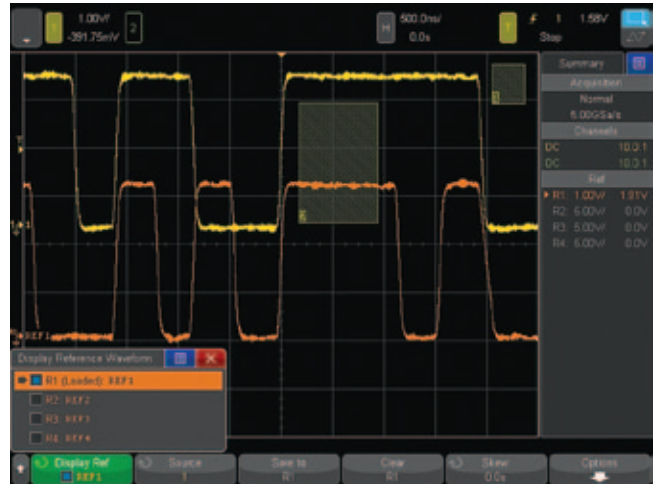 1
1.00V/
-391.75mV
2
H
500.0ns/
0.0s
T
1
1.58V
Stop
Summary
Acquisition
Normal
5.00GSa/s
Channels
DC 10.0:1
DC 10.0:1
Ref
R1: 1.00V/ 1.91V
R2: 5.00V/ 0.0V
R3: 5.00V/ 0.0V
R4: 5.00V/ 0.0V
REF1
Display Reference Waveform
R1 (Loaded): REF1
R2: REF2
R3: REF3
R4: REF4
Display Ref
REF1
Source
1
Save to
R1
Clear
R1
Skew
0.0s
Options